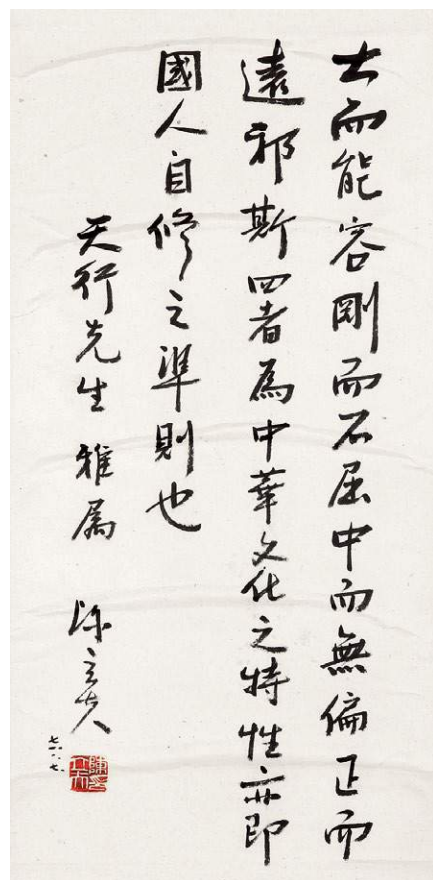 大而能容剛而不屈中而無偏正而
遠邪斯四者為中華文化之特性亦即
國人自修之準則也
天行先生 雅属 陳立夫